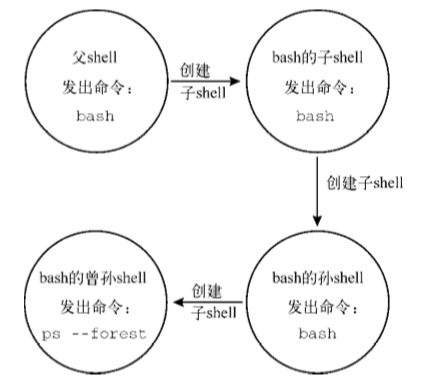 父shell
发出命令：
bash
创建
子shell
bash的子shell
发出命令：
bash
创建子shell
bash的孙shell
发出命令：
bash
创建
子shell
bash的曾孙shell
发出命令：
ps --forest